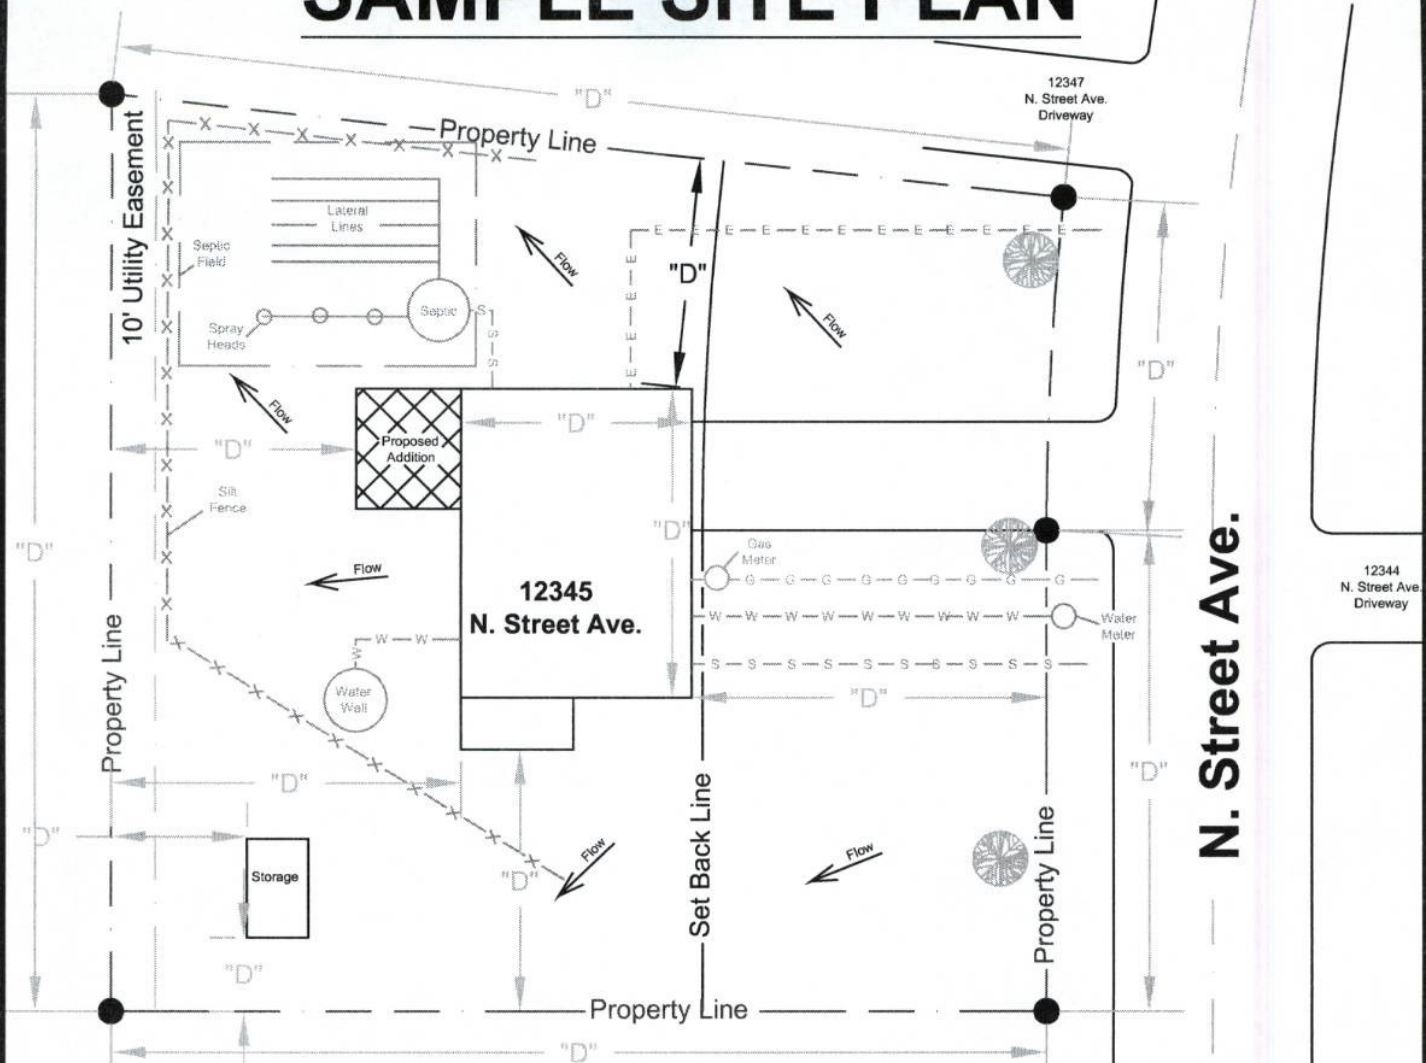 SAMPLE SITE PLAN
12347
N. Street Ave.
Driveway
"D"
Property Line
10' Utility Easement
Lateral
Lines
Septic
Field
Septic
Spray
Heads
S
S
S
E E E E E E E E E E E E
E
E
E
E
"D"
Flow
Flow
Flow
"D"
"D"
"D"
Proposed
Addition
Silt
Fence
"D"
"D"
Gas
Meter
G G G G G G G G G
12345
N. Street Ave.
Flow
W W W W W W W W W
Water
Meter
W W
W
S S S S S S S S S S
Water
Well
"D"
Property Line
"D"
"D"
"D"
Set Back Line
Property Line
N. Street Ave.
12344
N. Street Ave.
Driveway
Storage
Flow
Flow
"D"
"D"
Property Line
"D"
X X X X X X X
X
X
X
X
X
X
X
X
X
X
X
X X X X X X X X X X